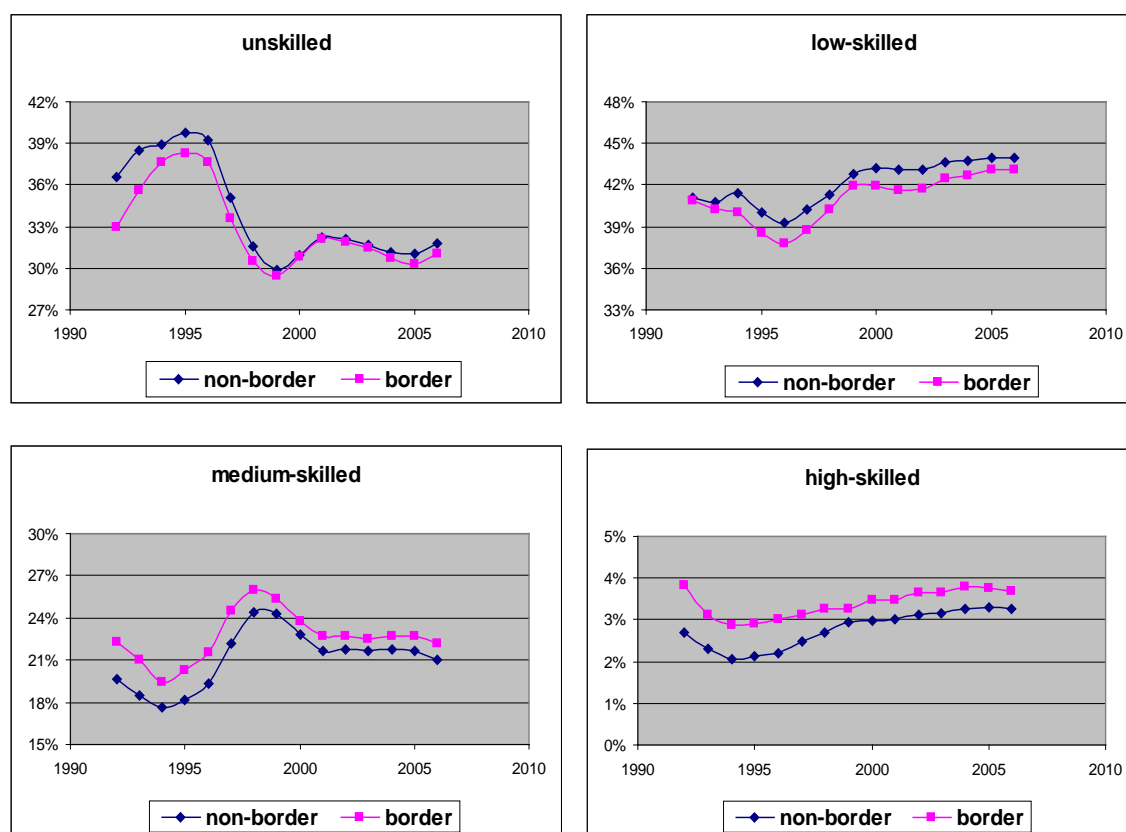 unskilled
42%
39%
36%
33%
30%
27%
1990 1995 2000 2005 2010
non-border border
low-skilled
48%
45%
42%
39%
36%
33%
1990 1995 2000 2005 2010
non-border border
medium-skilled
30%
27%
24%
21%
18%
15%
1990 1995 2000 2005 2010
non-border border
high-skilled
5%
4%
3%
2%
1%
0%
1990 1995 2000 2005 2010
non-border border